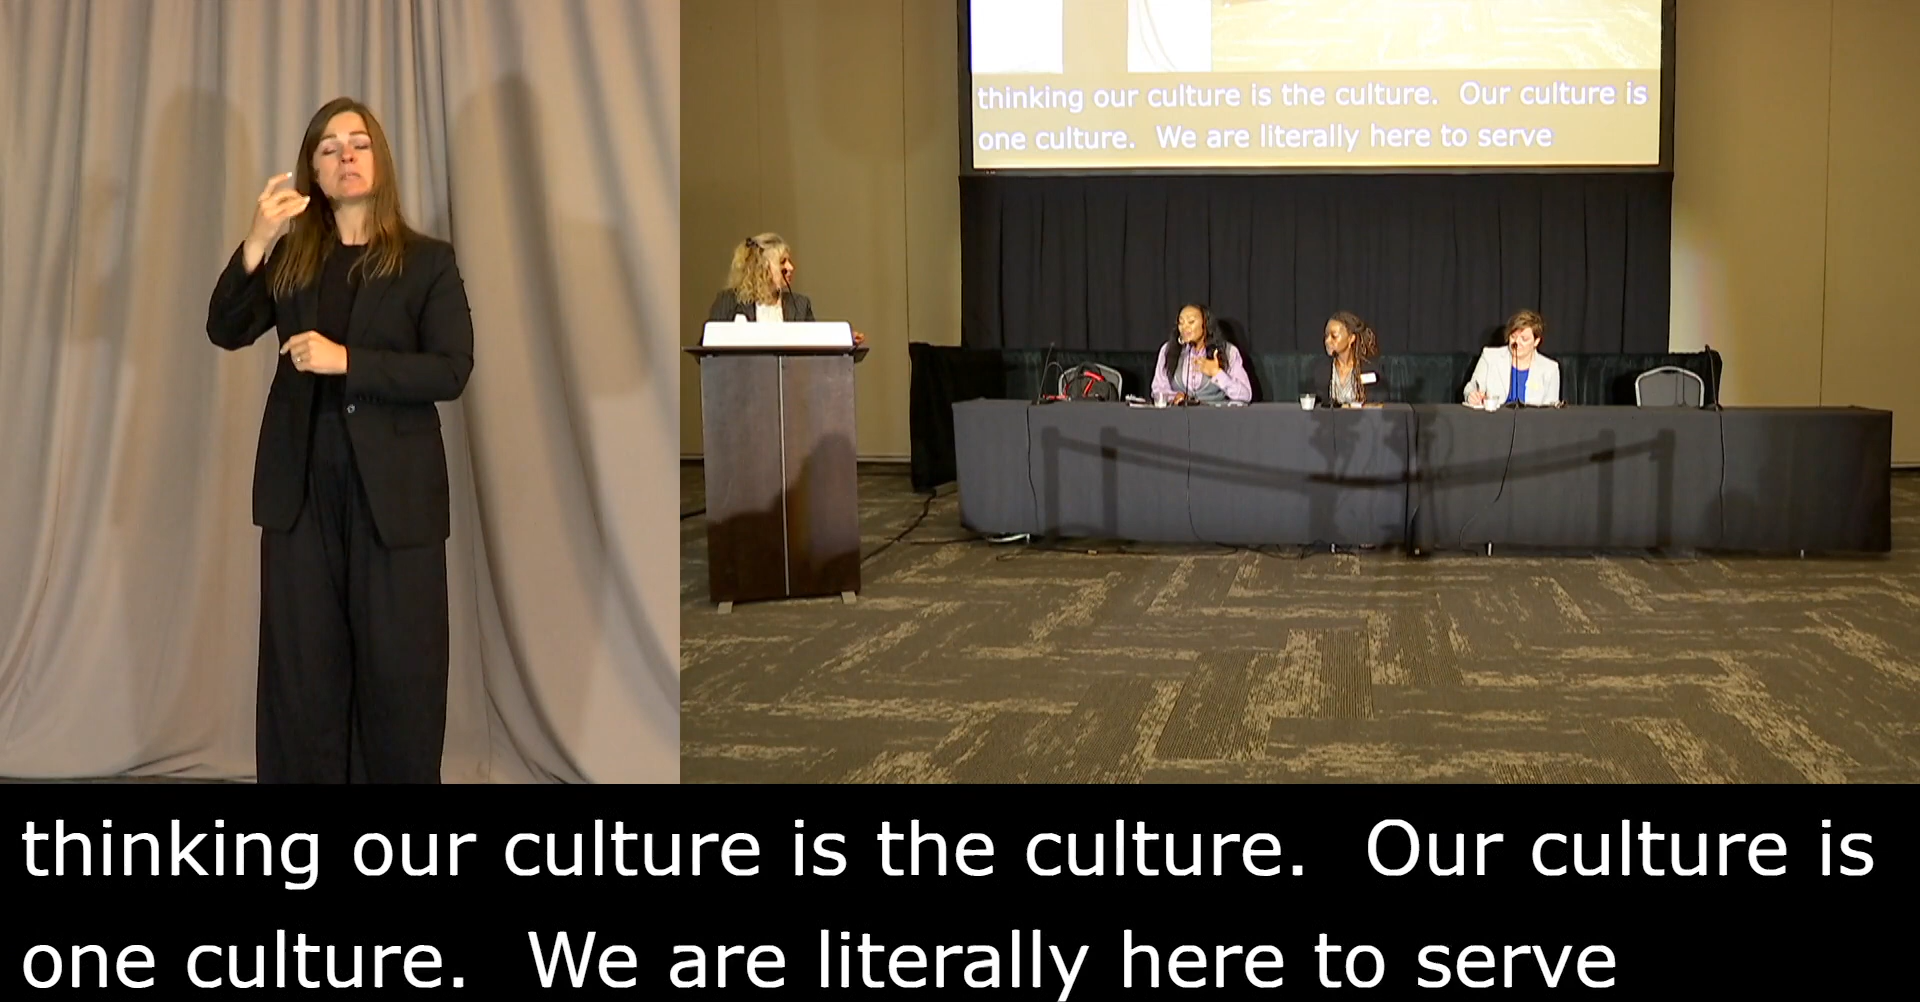 thinking our culture is the culture.  Our culture is
one culture.  We are literally here to serve
thinking our culture is the culture.  Our culture is
one culture.  We are literally here to serve